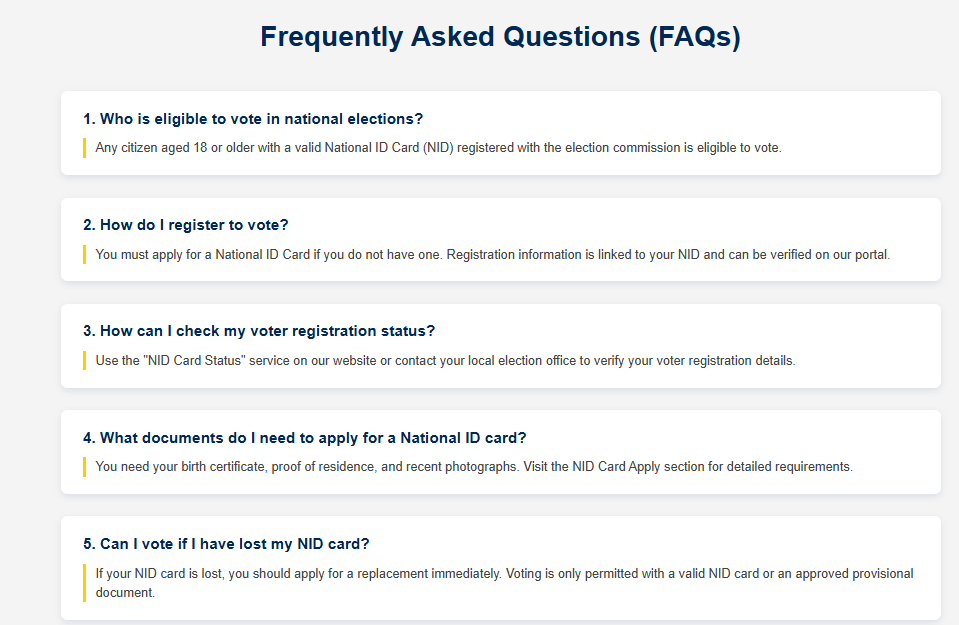 Frequently Asked Questions (FAQs)
1. Who is eligible to vote in national elections?
Any citizen aged 18 or older with a valid National ID Card (NID) registered with the election commission is eligible to vote.
2. How do I register to vote?
You must apply for a National ID Card if you do not have one. Registration information is linked to your NID and can be verified on our portal.
3. How can I check my voter registration status?
Use the "NID Card Status" service on our website or contact your local election office to verify your voter registration details.
4. What documents do I need to apply for a National ID card?
You need your birth certificate, proof of residence, and recent photographs. Visit the NID Card Apply section for detailed requirements.
5. Can I vote if I have lost my NID card?
If your NID card is lost, you should apply for a replacement immediately. Voting is only permitted with a valid NID card or an approved provisional
document.